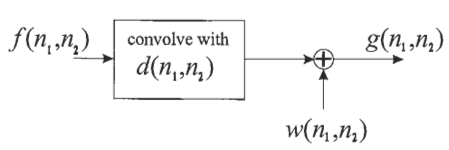 f(n₁,n₂)
convolve with
d(n₁,n₂)
+
g(n₁,n₂)
w(n₁,n₂)